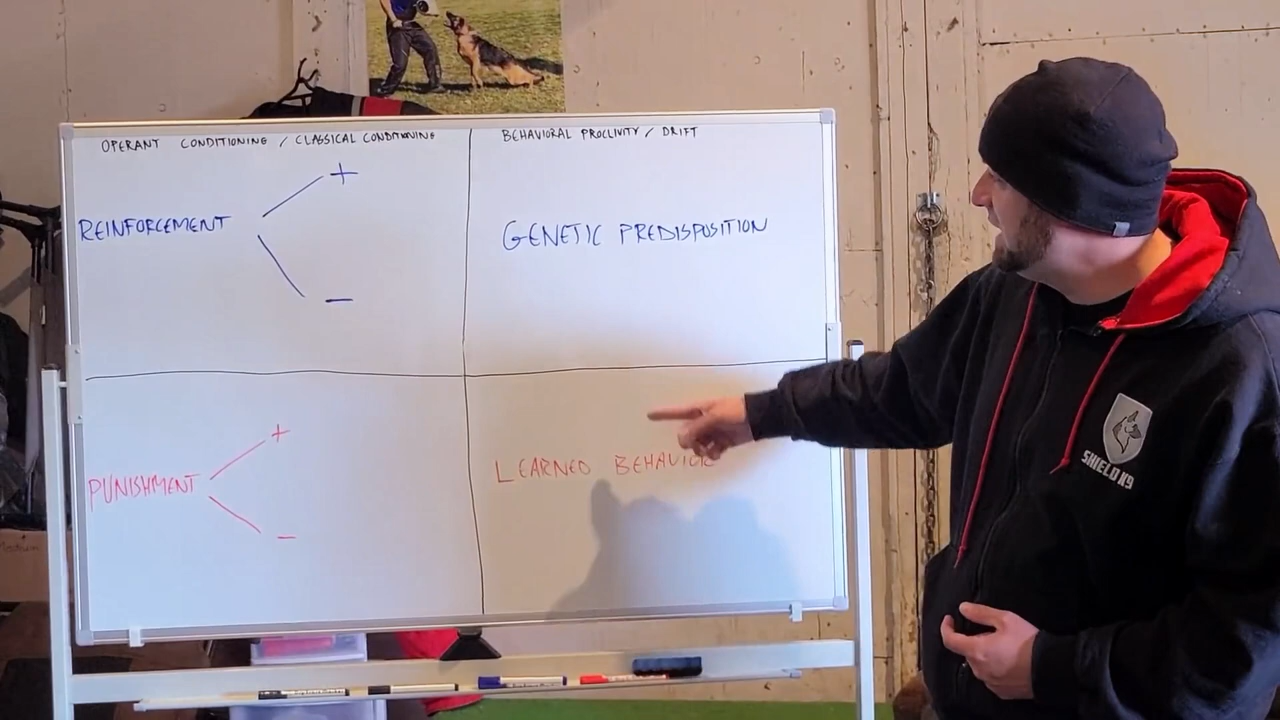 OPERANT CONDITIONING / CLASSICAL CONDITIONING
BEHAVIORAL PROCLIVITY / DRIFT
+
REINFORCEMENT
GENETIC PREDISPOSITION
−
+
LEARNED BEHAVIOR
PUNISHMENT
−
SHIELD K9